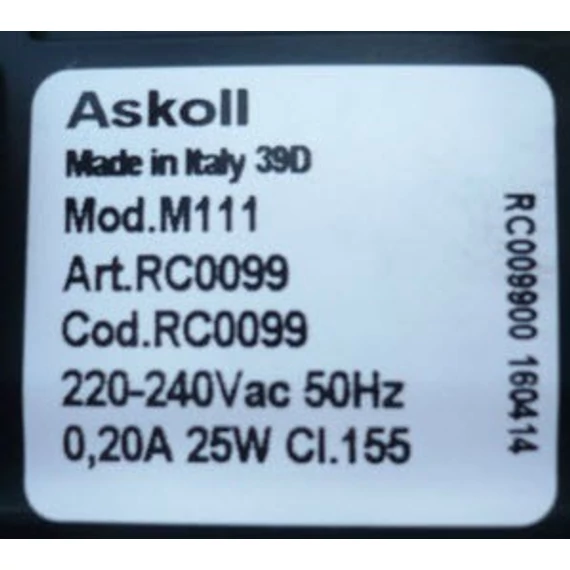 Askoll
Made in Italy 39D
Mod.M111
Art.RC0099
Cod.RC0099
220-240Vac 50Hz
0,20A 25W Cl.155
RC009900 160414